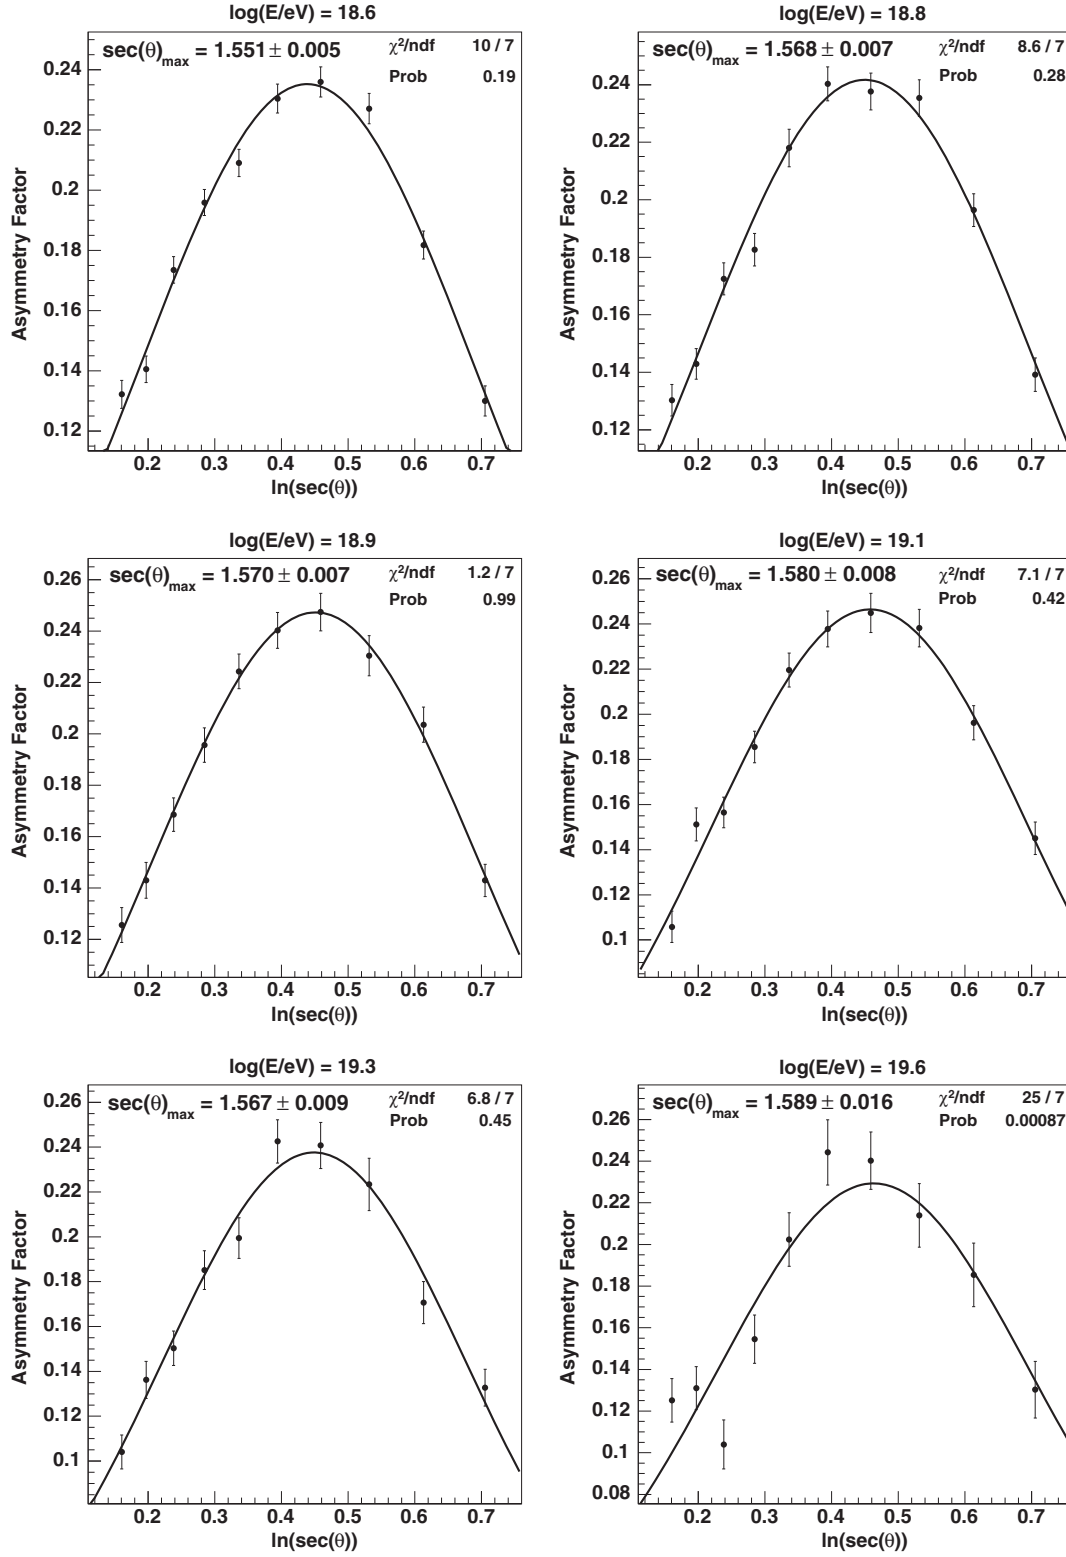 log(E/eV) = 18.6
sec(θ)max = 1.551 ± 0.005
χ²/ndf 10 / 7
Prob 0.19
0.24
0.22
0.2
0.18
0.16
0.14
0.12
Asymmetry Factor
0.2 0.3 0.4 0.5 0.6 0.7
ln(sec(θ))
log(E/eV) = 18.8
sec(θ)max = 1.568 ± 0.007
χ²/ndf 8.6 / 7
Prob 0.28
0.24
0.22
0.2
0.18
0.16
0.14
0.12
Asymmetry Factor
0.2 0.3 0.4 0.5 0.6 0.7
ln(sec(θ))
log(E/eV) = 18.9
sec(θ)max = 1.570 ± 0.007
χ²/ndf 1.2 / 7
Prob 0.99
0.26
0.24
0.22
0.2
0.18
0.16
0.14
0.12
Asymmetry Factor
0.2 0.3 0.4 0.5 0.6 0.7
ln(sec(θ))
log(E/eV) = 19.1
sec(θ)max = 1.580 ± 0.008
χ²/ndf 7.1 / 7
Prob 0.42
0.26
0.24
0.22
0.2
0.18
0.16
0.14
0.12
0.1
Asymmetry Factor
0.2 0.3 0.4 0.5 0.6 0.7
ln(sec(θ))
log(E/eV) = 19.3
sec(θ)max = 1.567 ± 0.009
χ²/ndf 6.8 / 7
Prob 0.45
0.26
0.24
0.22
0.2
0.18
0.16
0.14
0.12
0.1
Asymmetry Factor
0.2 0.3 0.4 0.5 0.6 0.7
ln(sec(θ))
log(E/eV) = 19.6
sec(θ)max = 1.589 ± 0.016
χ²/ndf 25 / 7
Prob 0.00087
0.26
0.24
0.22
0.2
0.18
0.16
0.14
0.12
0.1
0.08
Asymmetry Factor
0.2 0.3 0.4 0.5 0.6 0.7
ln(sec(θ))